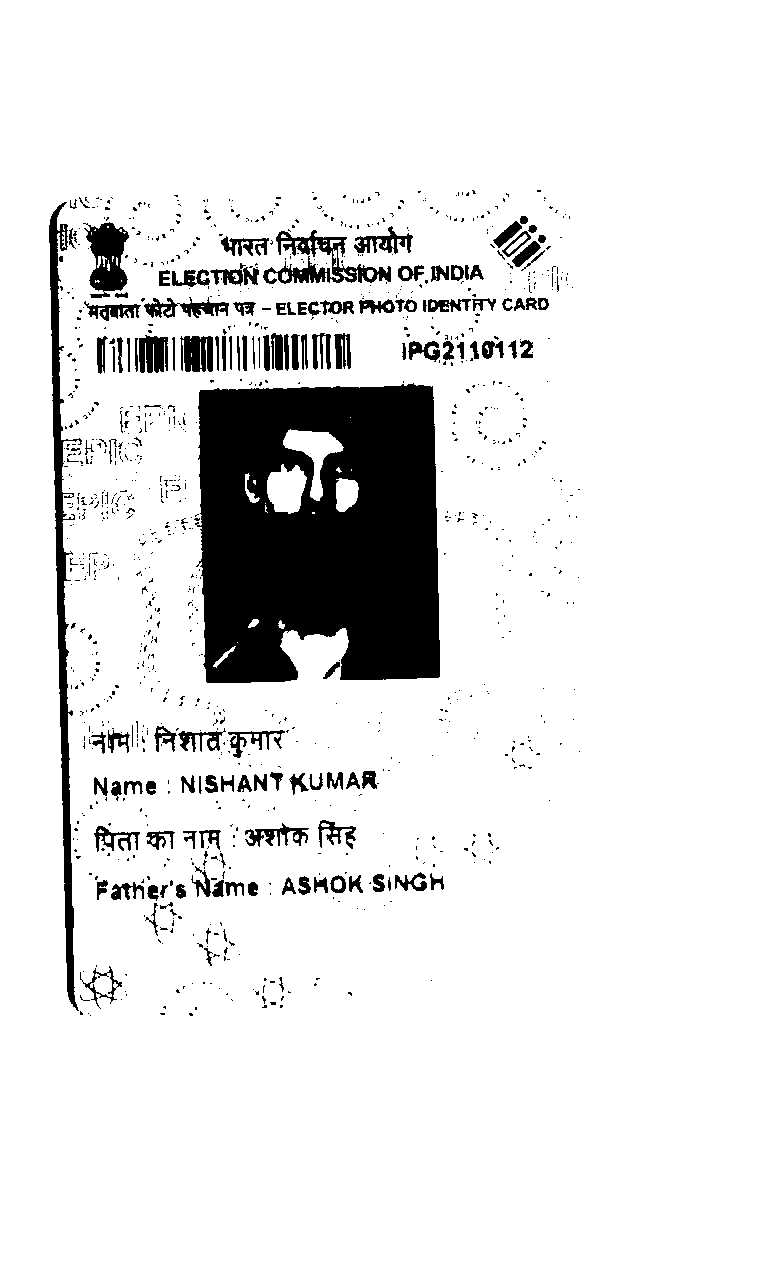 भारत निर्वाचन आयोग
ELECTION COMMISSION OF INDIA
मतदाता फोटो पहचान पत्र – ELECTOR PHOTO IDENTITY CARD
IPG2110112
EPIC
EPIC
EPIC
EP
नाम : निशांत कुमार
Name : NISHANT KUMAR
पिता का नाम : अशोक सिंह
Father's Name : ASHOK SINGH